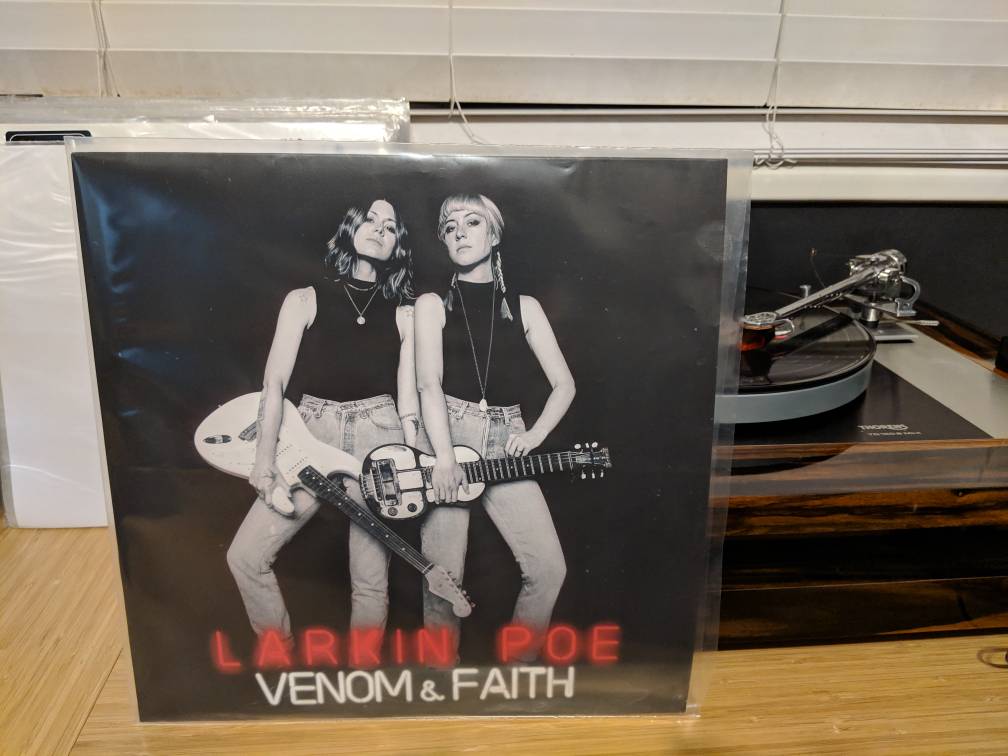 LARKIN POE
VENOM & FAITH
THORENS